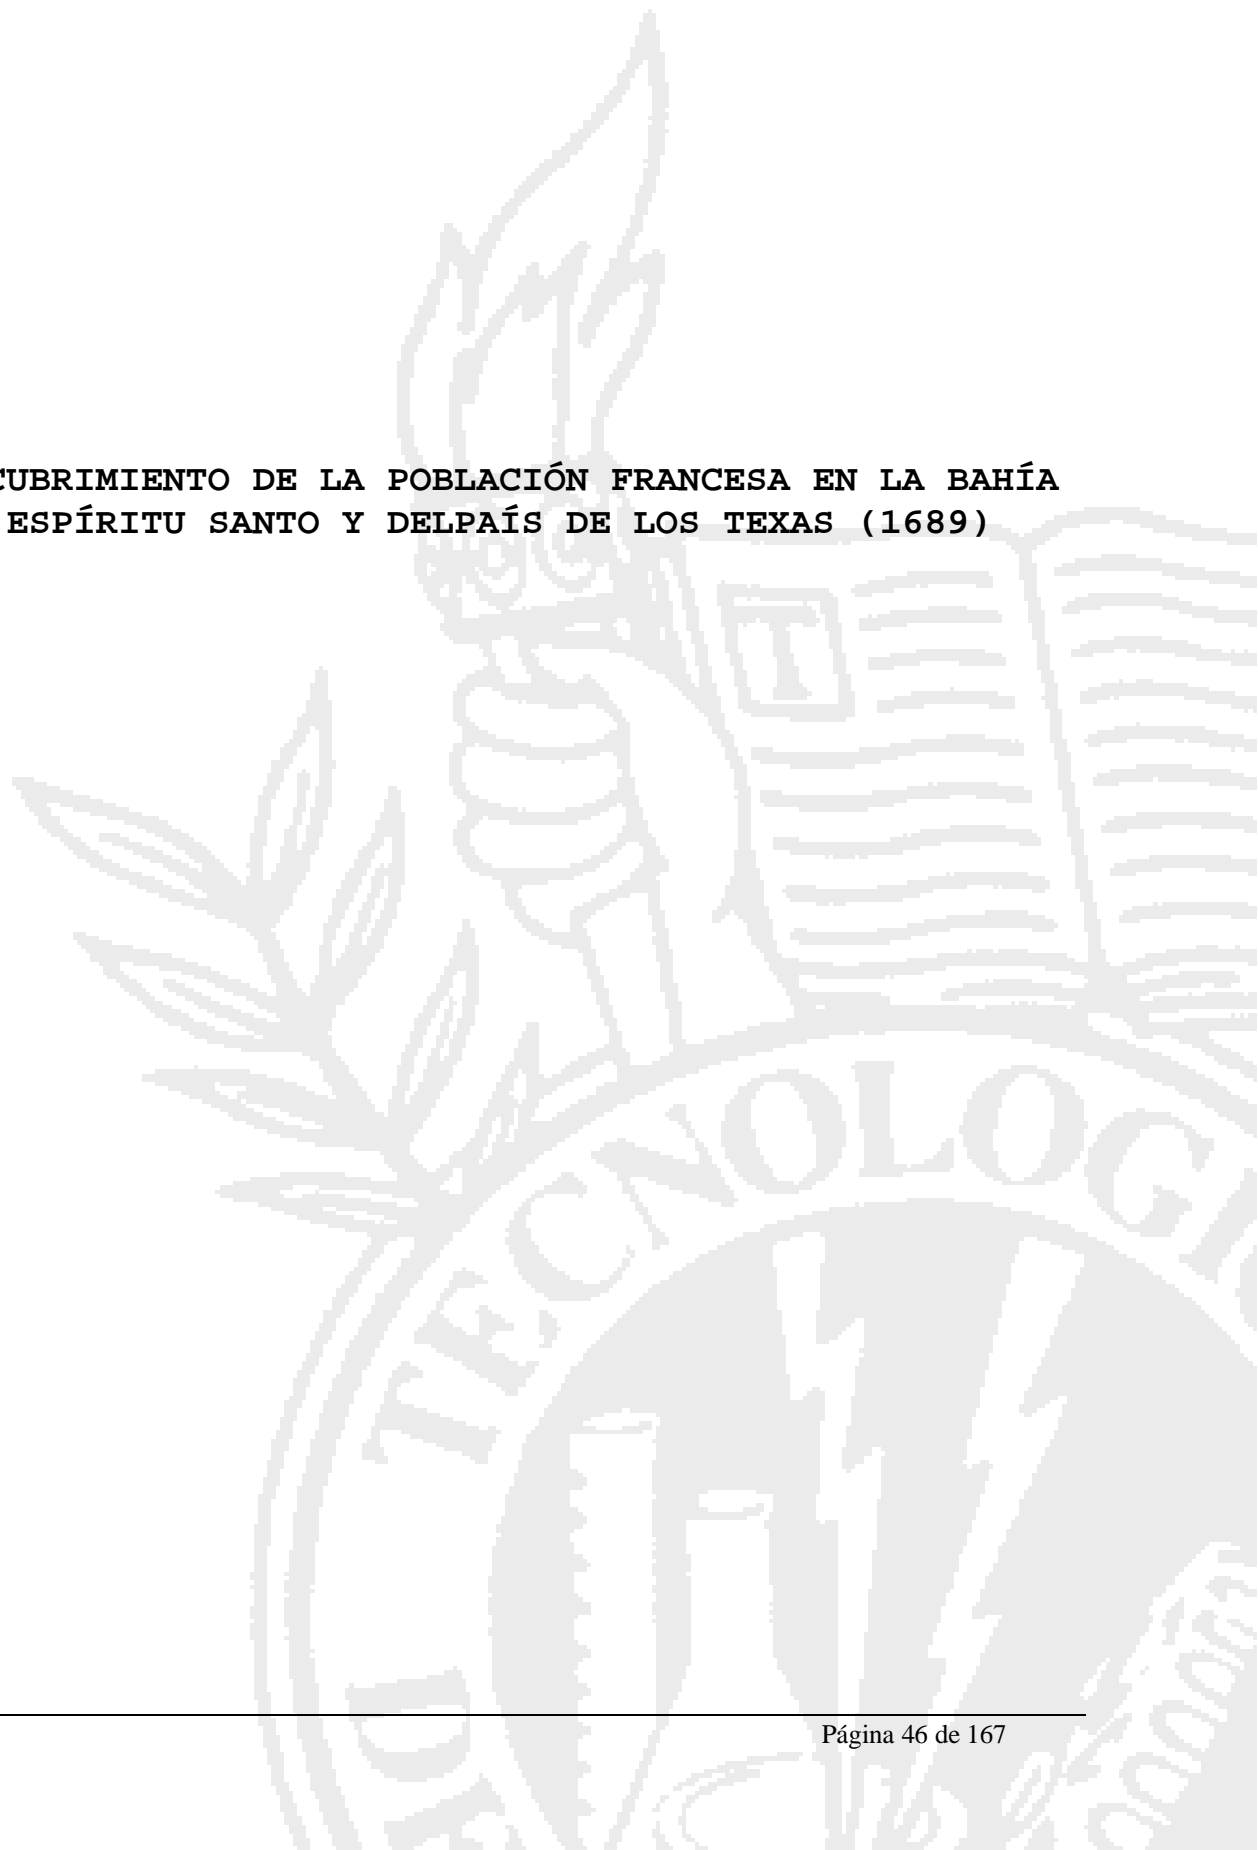 CUBRIMIENTO DE LA POBLACIÓN FRANCESA EN LA BAHÍA
ESPÍRITU SANTO Y DELPAÍS DE LOS TEXAS (1689)
T
TECNOLOGIC
Página 46 de 167